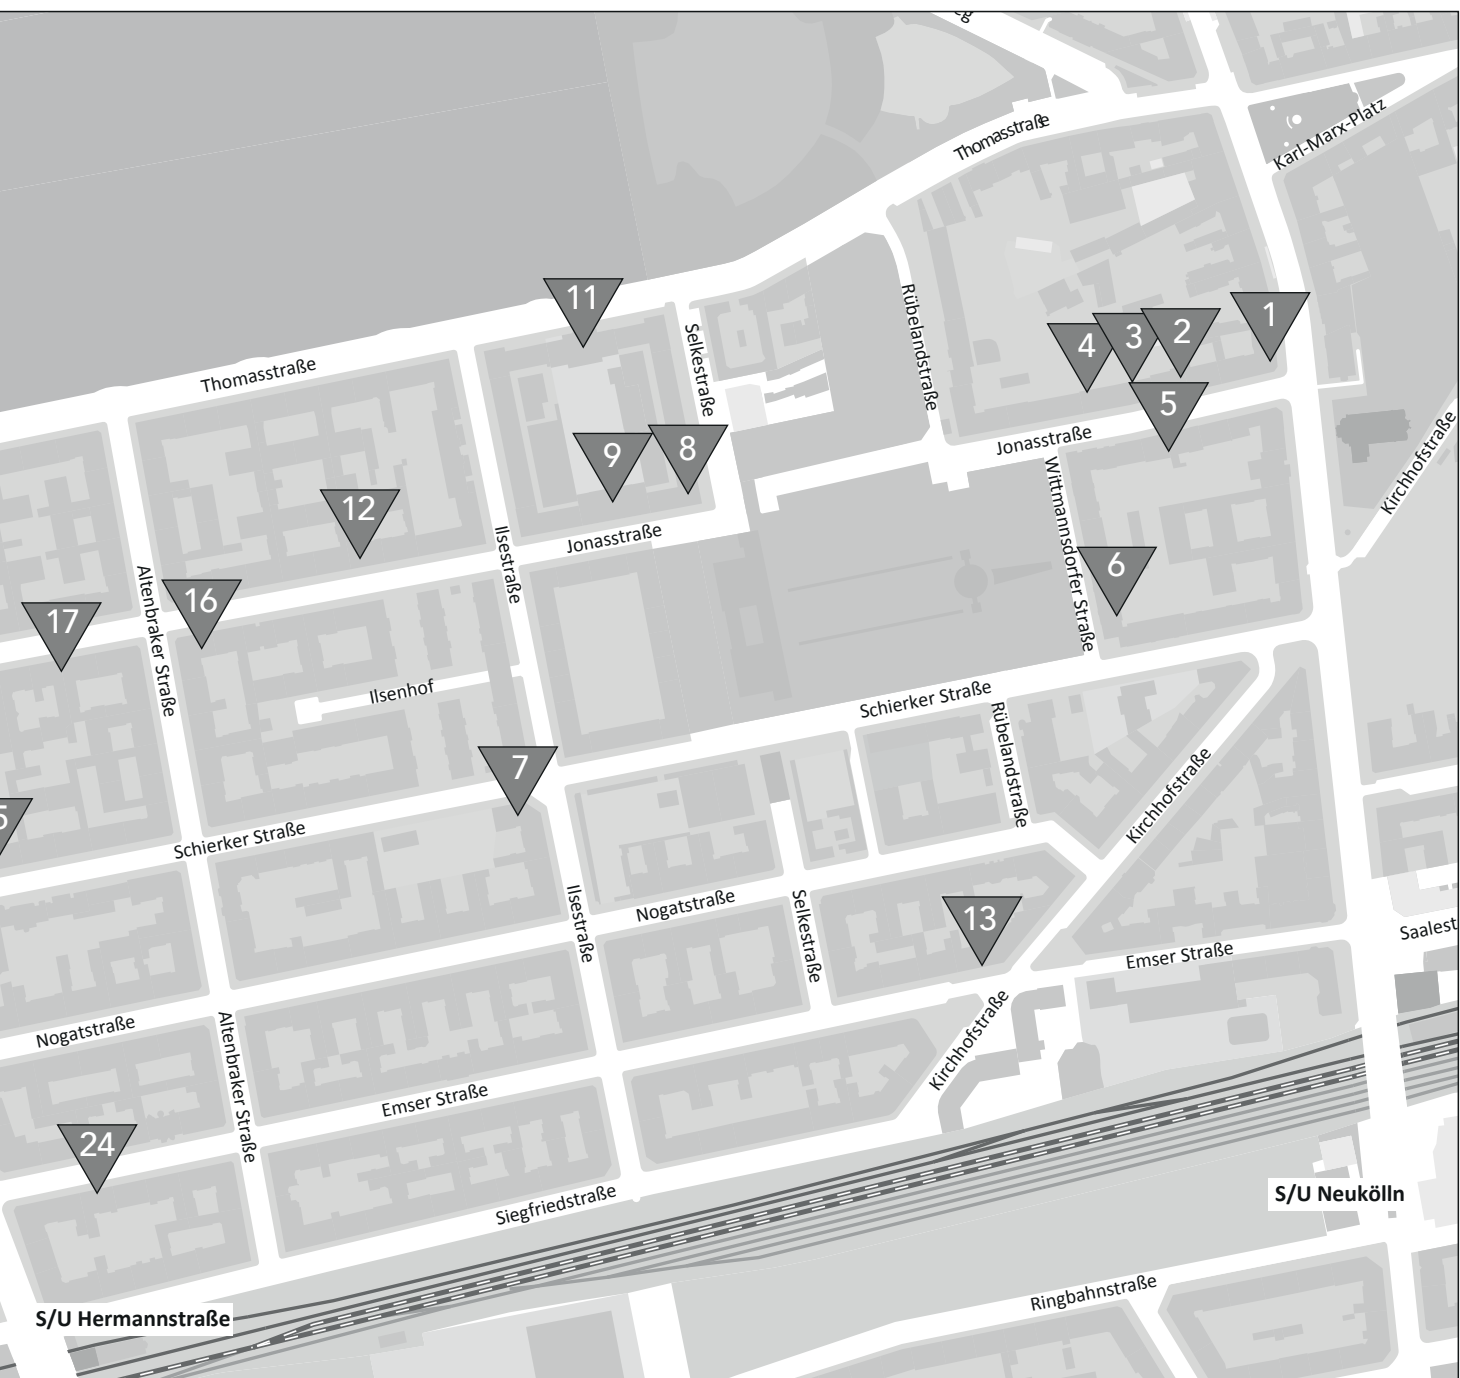 Thomasstraße
Karl-Marx-Platz
11
Rübelandstraße
1
2
3
4
Selkestraße
Thomasstraße
5
Jonasstraße
Kirchhofstraße
9
8
12
Wittmannsdorfer Straße
Jonasstraße
Ilsestraße
6
Altenbraker Straße
16
17
Ilsenhof
Schierker Straße
Rübelandstraße
7
Kirchhofstraße
5
Schierker Straße
Ilsestraße
Nogatstraße
Selkestraße
13
Saalest
Emser Straße
Nogatstraße
Altenbraker Straße
Kirchhofstraße
Emser Straße
24
Siegfriedstraße
S/U Neukölln
Ringbahnstraße
S/U Hermannstraße